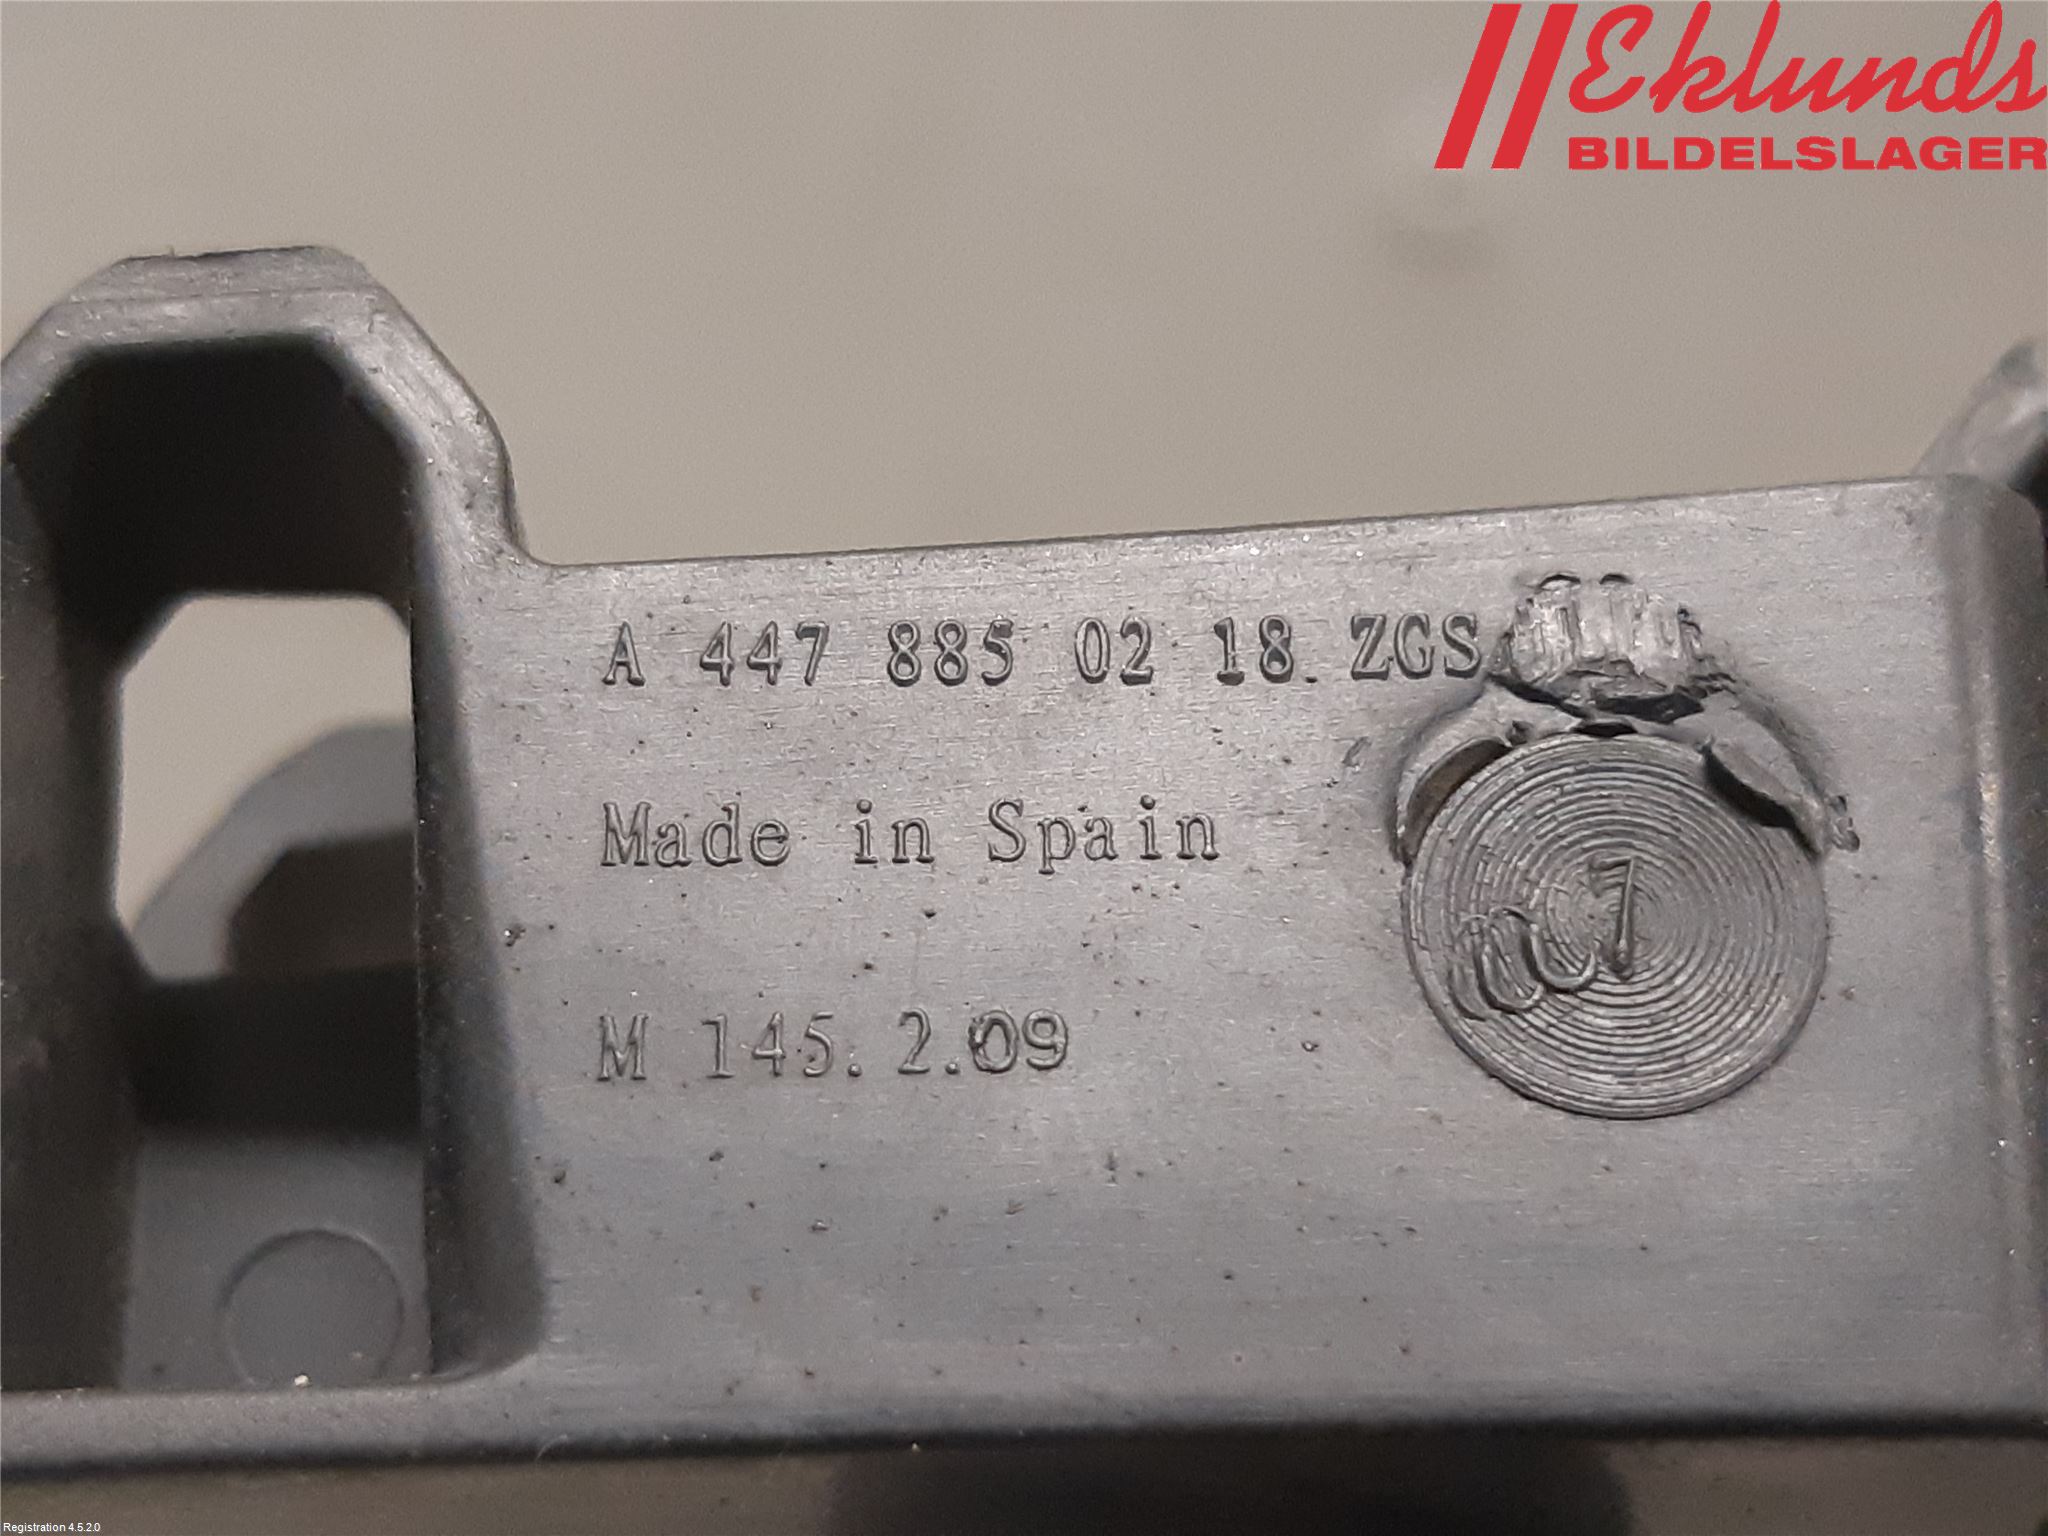 Eklunds
BILDELSLAGER
A 447 885 02 18 ZGS
Made in Spain
M 145.2.09
Registration 4.5.2.0